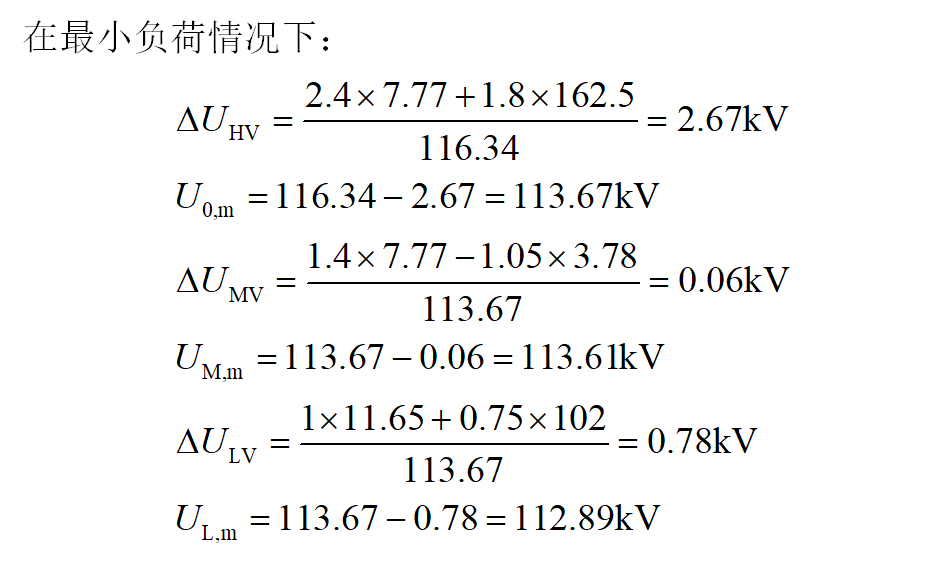 在最小负荷情况下：
ΔU_HV = (2.4×7.77+1.8×162.5)/116.34 = 2.67kV
U_0,m = 116.34−2.67 = 113.67kV
ΔU_MV = (1.4×7.77−1.05×3.78)/113.67 = 0.06kV
U_M,m = 113.67−0.06 = 113.61kV
ΔU_LV = (1×11.65+0.75×102)/113.67 = 0.78kV
U_L,m = 113.67−0.78 = 112.89kV